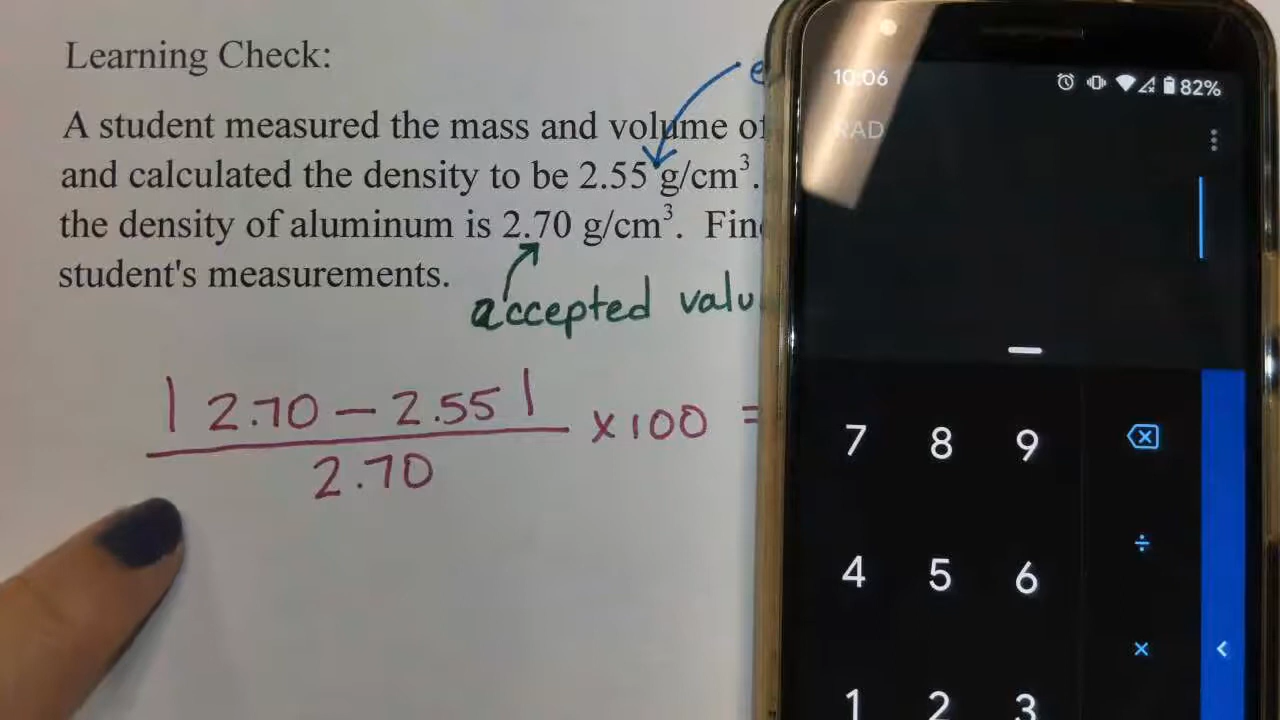 Learning Check:
A student measured the mass and volume of
and calculated the density to be 2.55 g/cm³.
the density of aluminum is 2.70 g/cm³. Fin
student's measurements.
accepted valu
| 2.70 — 2.55 |
2.70
×100 =
10:06
82%
RAD
7 8 9
÷
4 5 6
×
1 2 3